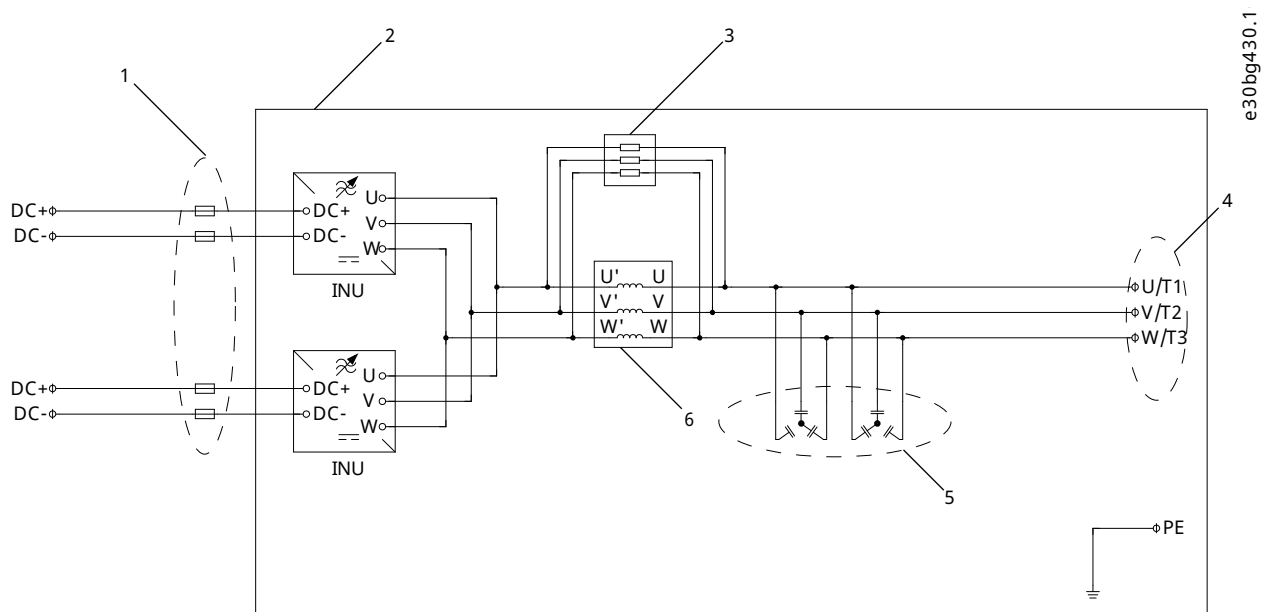 e30bg430.1
1
2
3
DC+
DC-
DC+
DC-
U
V
W
INU
4
U'
U
V'
V
W'
W
U/T1
V/T2
W/T3
DC+
DC-
DC+
DC-
U
V
W
INU
6
5
PE